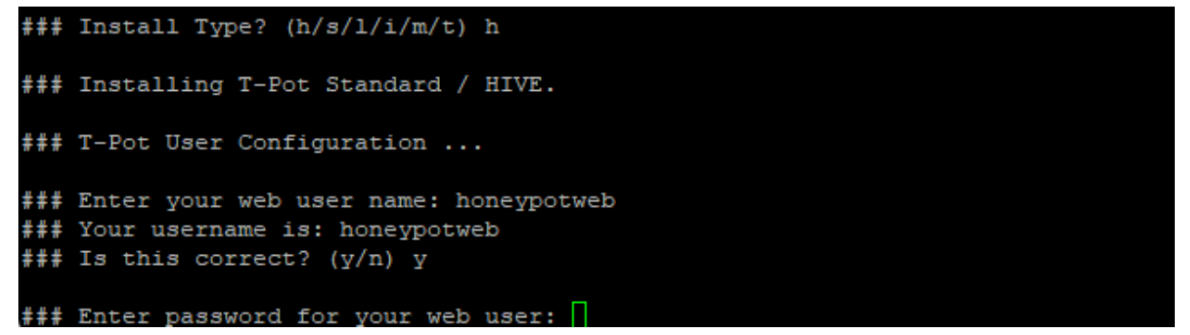 ### Install Type? (h/s/l/i/m/t) h
### Installing T-Pot Standard / HIVE.
### T-Pot User Configuration ...
### Enter your web user name: honeypotweb
### Your username is: honeypotweb
### Is this correct? (y/n) y
### Enter password for your web user: